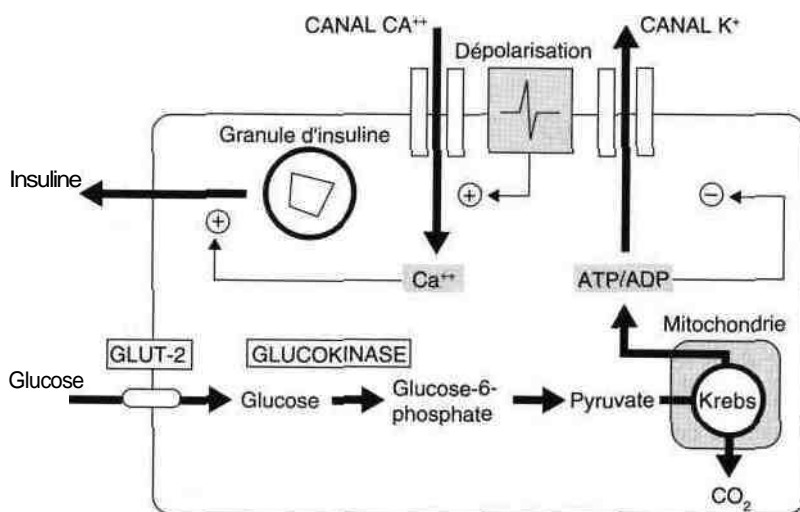 CANAL CA⁺⁺
CANAL K⁺
Dépolarisation
Granule d'insuline
Insuline
+
+
−
Ca⁺⁺
ATP/ADP
Mitochondrie
GLUT-2
GLUCOKINASE
Glucose
Glucose
Glucose-6-
phosphate
Pyruvate
Krebs
CO₂